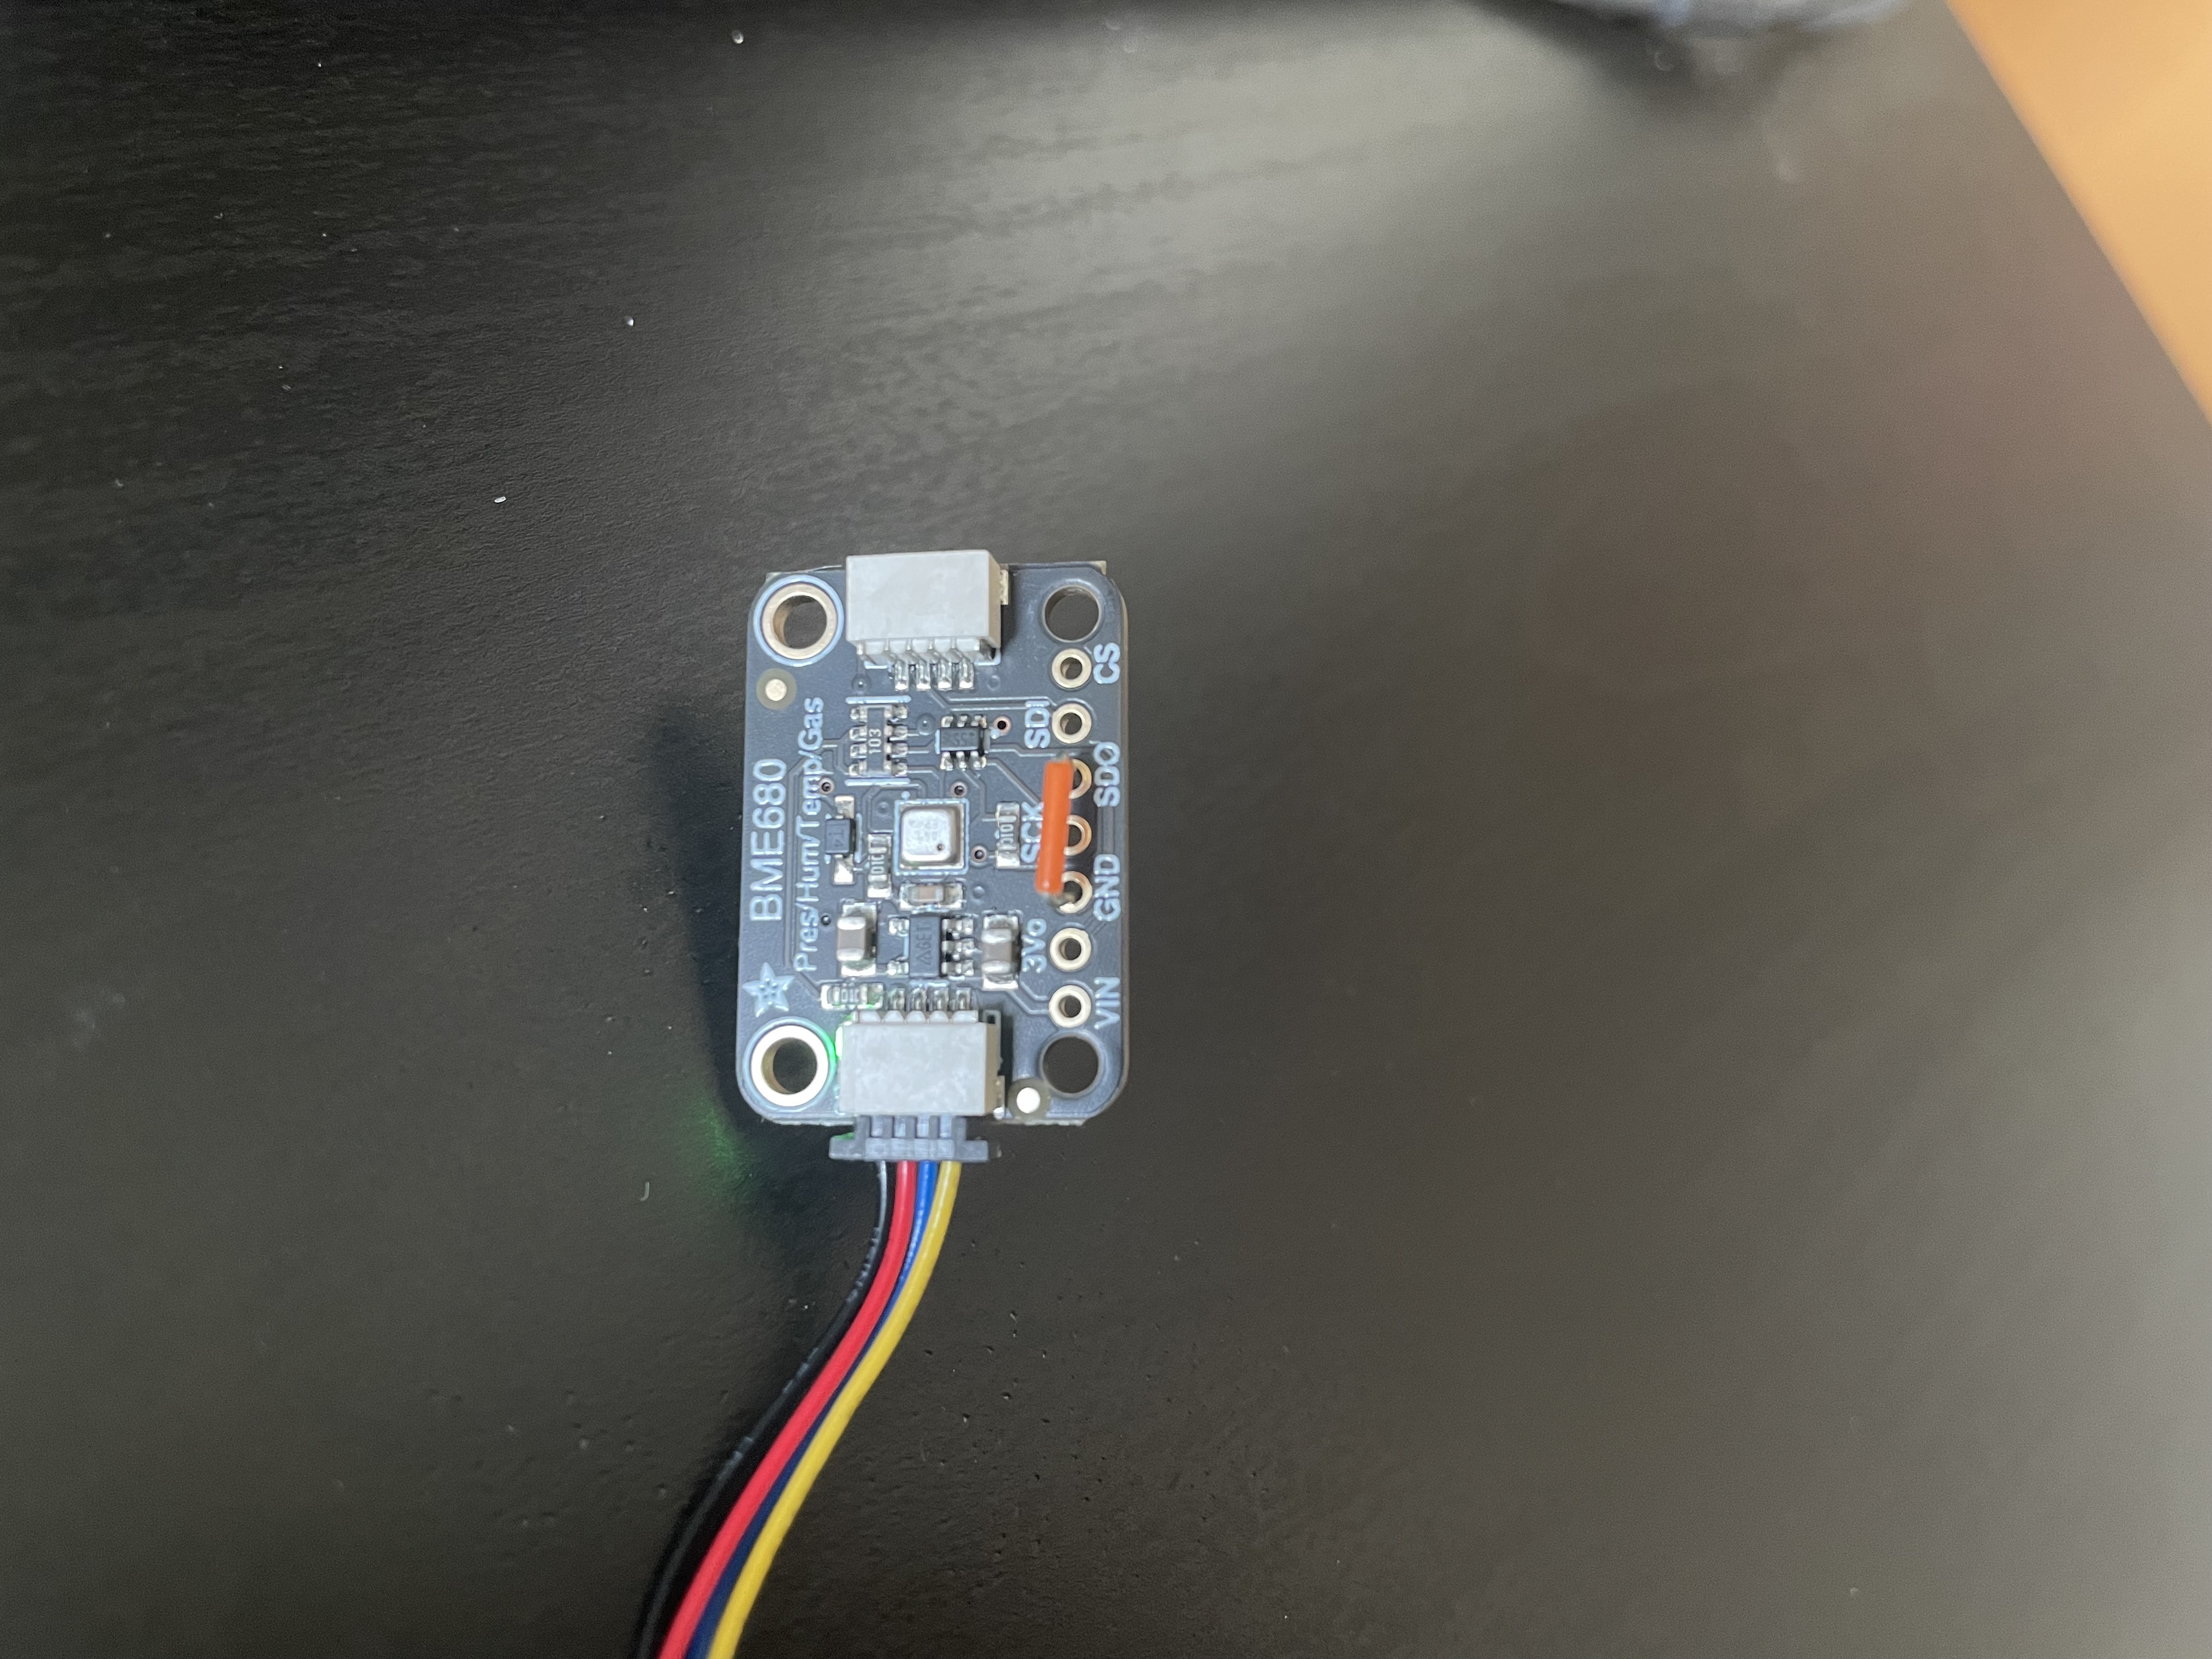 BME680
Pres/Hum/Temp/Gas
103
3Vo SCK SDI
VIN GND SDO CS